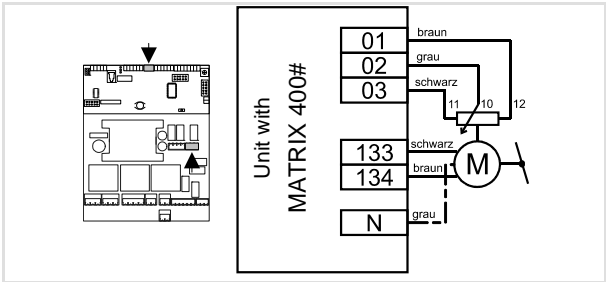 Unit with
MATRIX 400#
01
braun
02
grau
03
schwarz
11
10
12
133
schwarz
134
braun
M
N
grau